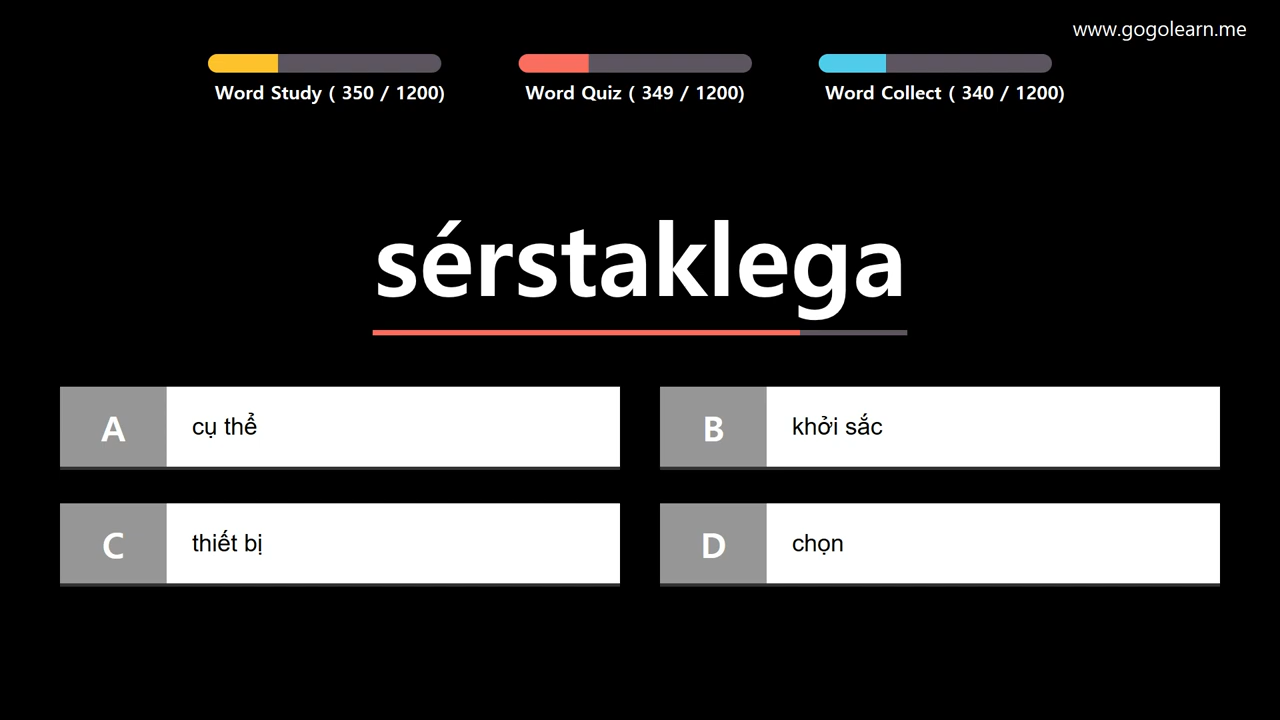 www.gogolearn.me
Word Study ( 350 / 1200)
Word Quiz ( 349 / 1200)
Word Collect ( 340 / 1200)
sérstaklega
A
cụ thể
B
khởi sắc
C
thiết bị
D
chọn